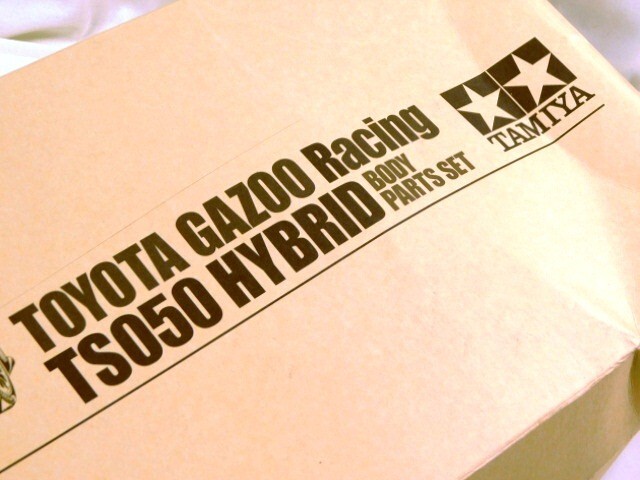 TOYOTA GAZOO Racing
TS050 HYBRID
BODY
PARTS SET
TAMIYA